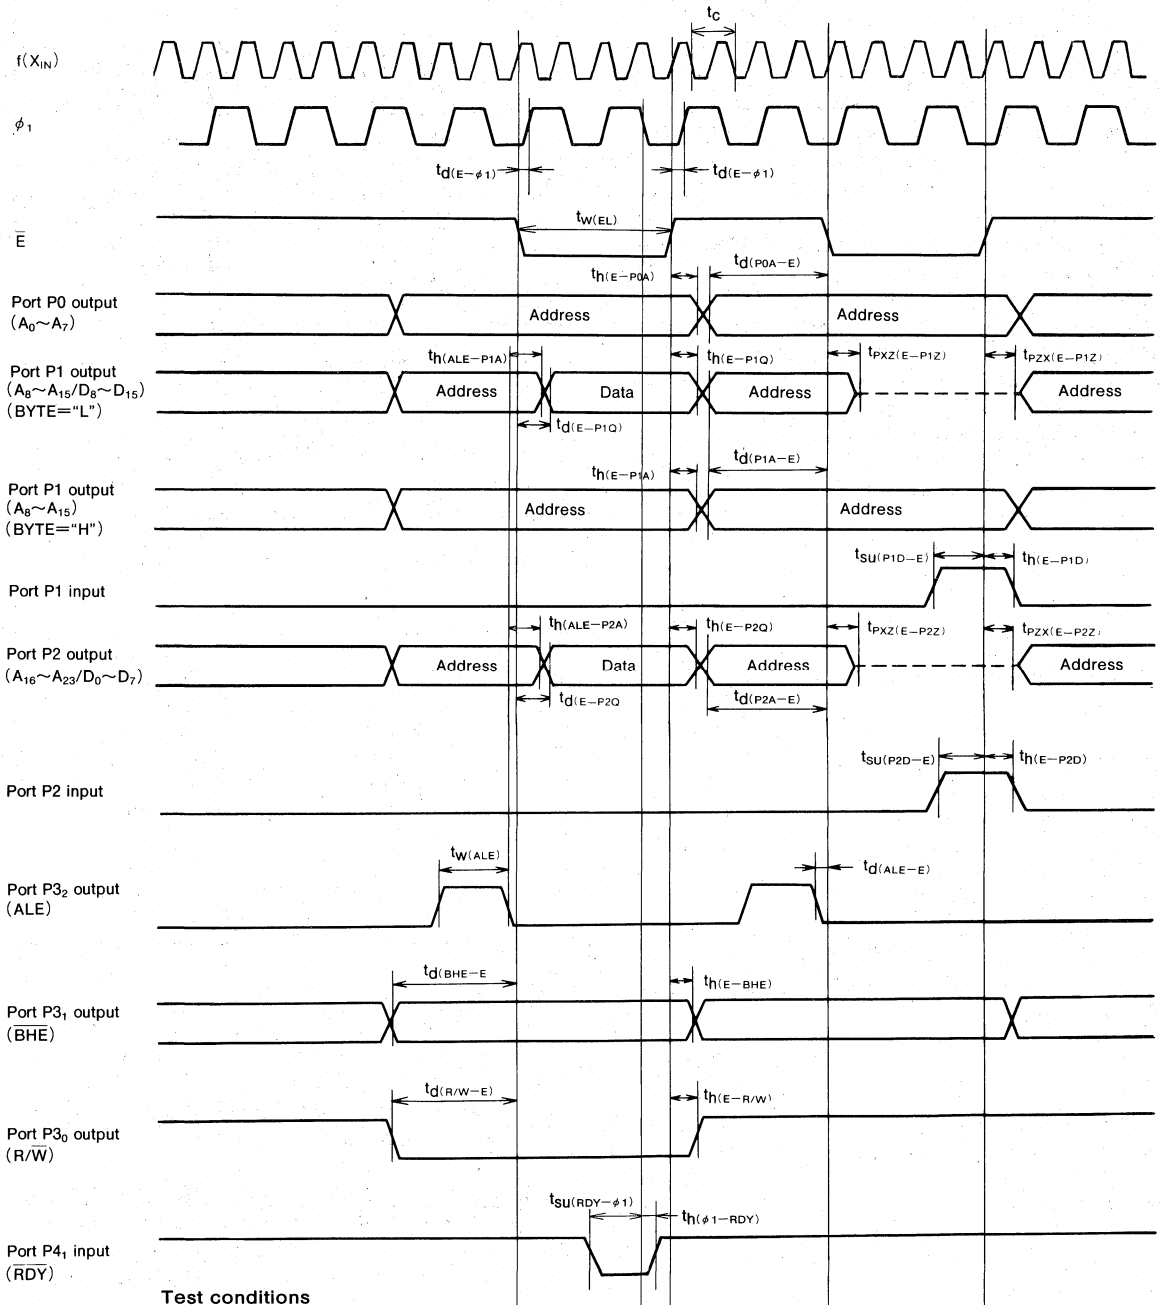 tc
f(XIN)
ϕ1
td(E−ϕ1)
td(E−ϕ1)
tw(EL)
E̅
th(E−P0A)
td(P0A−E)
Port P0 output
(A0∼A7)
Address
Address
th(ALE−P1A)
th(E−P1Q)
tPXZ(E−P1Z)
tPZX(E−P1Z)
Port P1 output
(A8∼A15/D8∼D15)
(BYTE=“L”)
Address
Data
Address
Address
td(E−P1Q)
th(E−P1A)
td(P1A−E)
Port P1 output
(A8∼A15)
(BYTE=“H”)
Address
Address
tsu(P1D−E)
th(E−P1D)
Port P1 input
th(ALE−P2A)
th(E−P2Q)
tPXZ(E−P2Z)
tPZX(E−P2Z)
Port P2 output
(A16∼A23/D0∼D7)
Address
Data
Address
Address
td(E−P2Q
td(P2A−E)
tsu(P2D−E)
th(E−P2D)
Port P2 input
tw(ALE)
td(ALE−E)
Port P32 output
(ALE)
td(BHE−E
th(E−BHE)
Port P31 output
(B̅H̅E̅)
td(R/W−E)
th(E−R/W)
Port P30 output
(R/W̅)
tsu(RDY−ϕ1)
th(ϕ1−RDY)
Port P41 input
(R̅D̅Y̅)
Test conditions